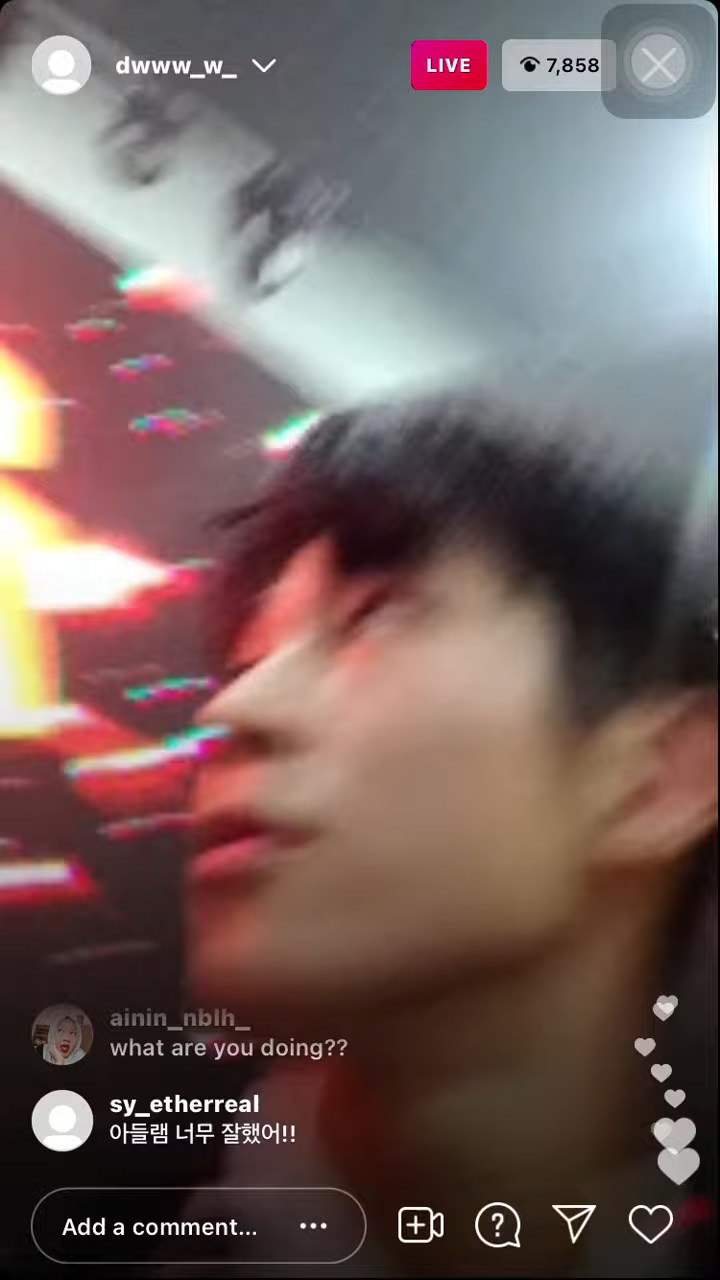 dwww_w_
LIVE
7,858
ainin_nblh_
what are you doing??
sy_etherreal
아들램 너무 잘했어!!
Add a comment...